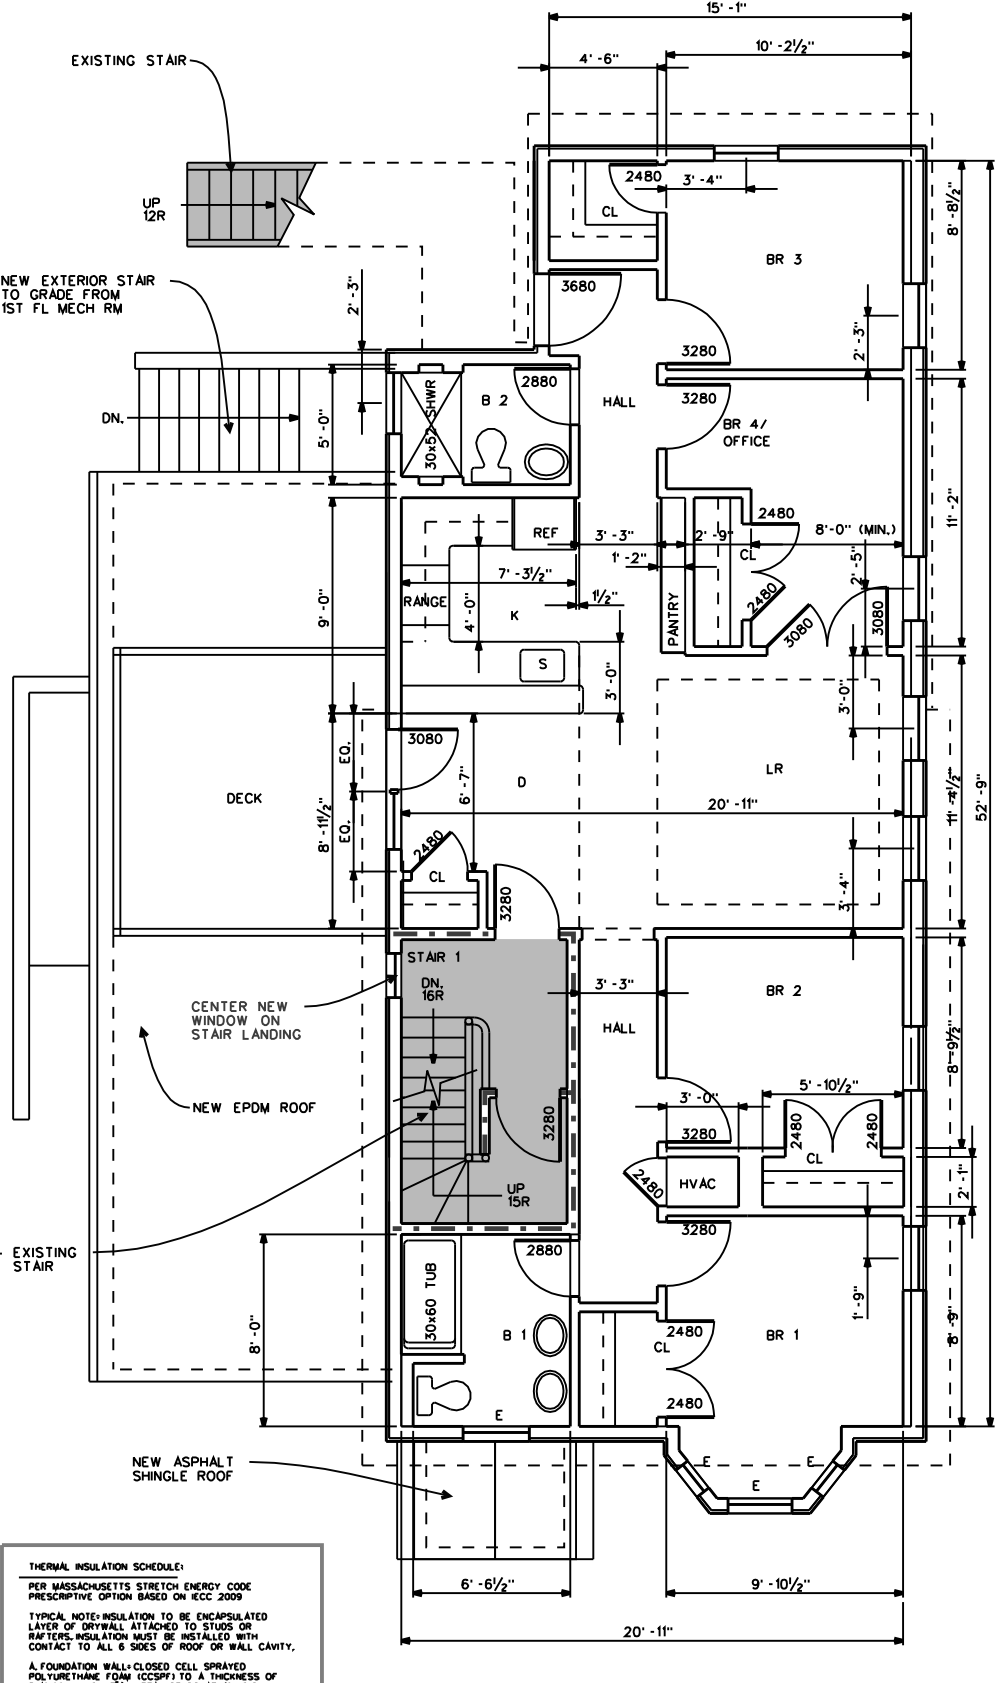 15'-1"
10'-2½"
4'-6"
EXISTING STAIR
2480
3'-4"
UP
12R
CL
8'-8½"
BR 3
NEW EXTERIOR STAIR
TO GRADE FROM
1ST FL MECH RM
2'-3"
3680
2'-3"
3280
2880
3280
B 2
HALL
BR 4/
OFFICE
DN.
5'-0"
30x52 SHWR
11'-2"
2480
REF
3'-3"
2'-9"
8'-0" (MIN.)
1'-2"
CL
2'-5"
7'-3½"
1½"
RANGE
4'-0"
K
9'-0"
PANTRY
2480
3080
3080
S
3'-0"
3'-0"
3080
EQ.
6'-7"
D
LR
DECK
20'-11"
11'-4½"
52'-9"
8'-11½"
EQ.
2480
CL
3280
3'-4"
STAIR 1
DN.
16R
3'-3"
BR 2
CENTER NEW
WINDOW ON
STAIR LANDING
HALL
8'-9½"
5'-10½"
3'-0"
NEW EPDM ROOF
3280
3280
2480
2480
CL
2480
HVAC
2'-1"
UP
15R
3280
EXISTING
STAIR
2880
30x60 TUB
1'-9"
8'-0"
B 1
2480
CL
BR 1
8'-9"
2480
E
NEW ASPHALT
SHINGLE ROOF
E
E
E
THERMAL INSULATION SCHEDULE:
PER MASSACHUSETTS STRETCH ENERGY CODE
PRESCRIPTIVE OPTION BASED ON IECC 2009
TYPICAL NOTE: INSULATION TO BE ENCAPSULATED
LAYER OF DRYWALL ATTACHED TO STUDS OR
RAFTERS. INSULATION MUST BE INSTALLED WITH
CONTACT TO ALL 6 SIDES OF ROOF OR WALL CAVITY.
A. FOUNDATION WALL: CLOSED CELL SPRAYED
POLYURETHANE FOAM (CCSPF) TO A THICKNESS OF
6'-6½"
9'-10½"
20'-11"